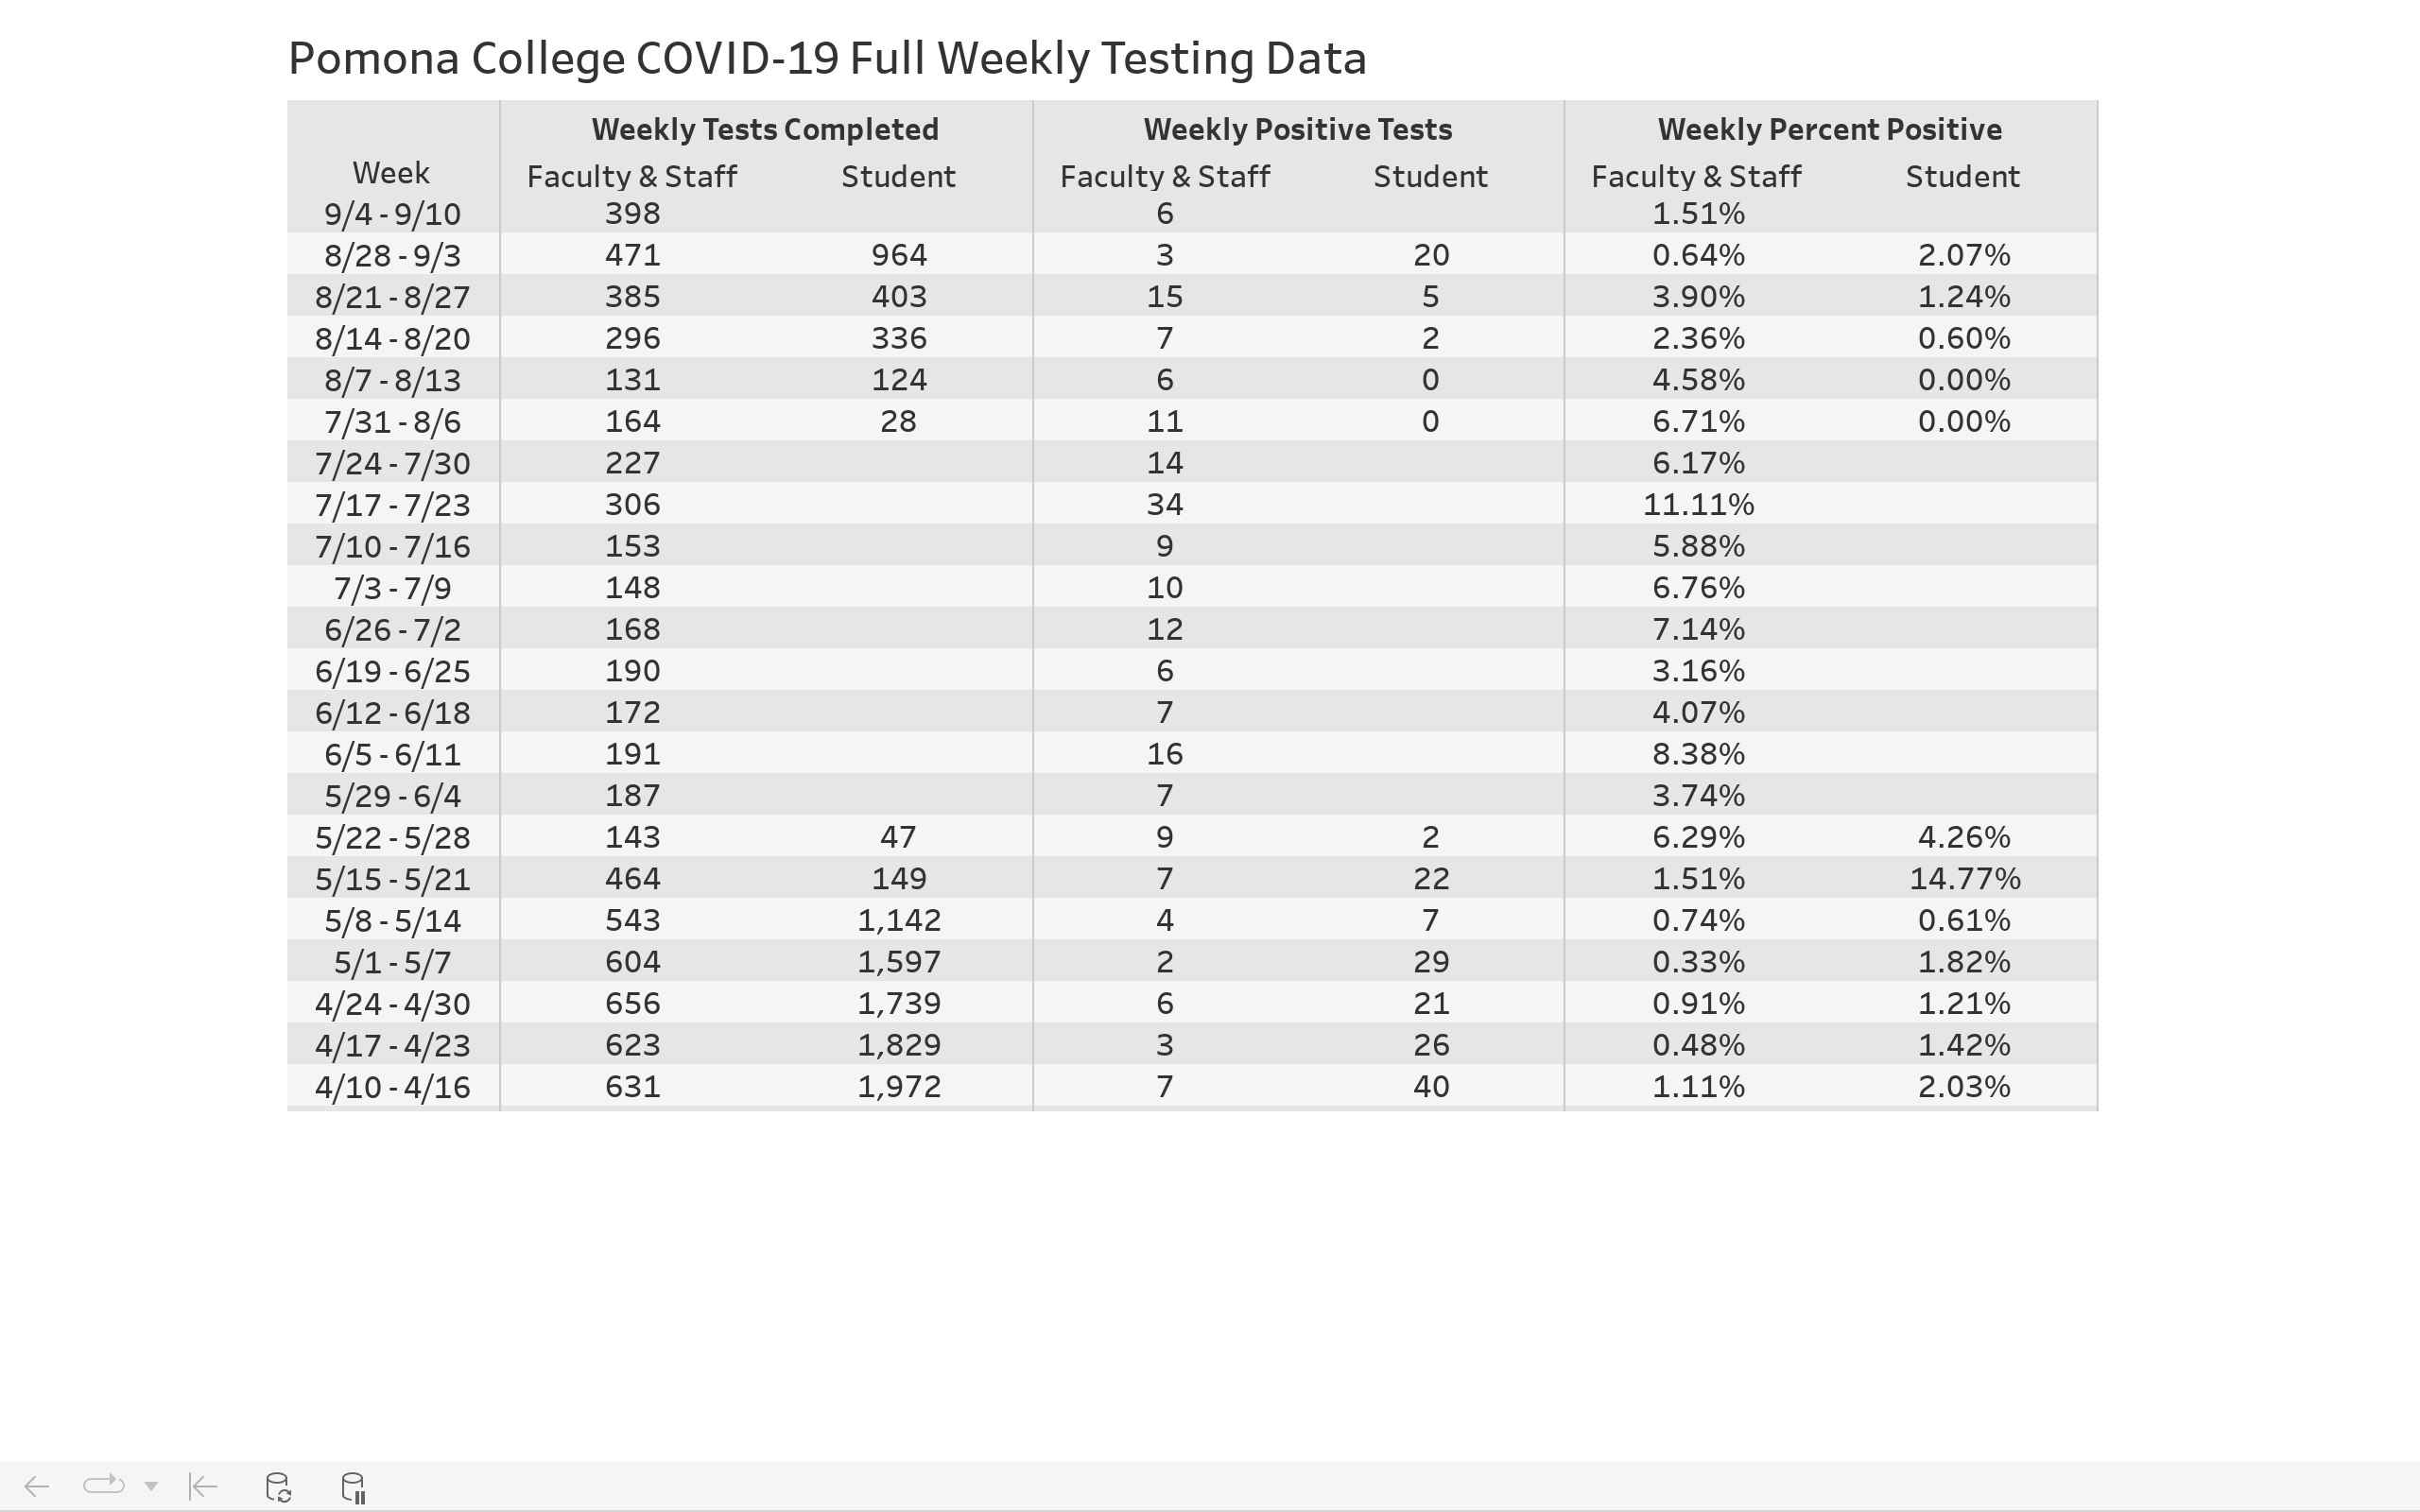 Pomona College COVID-19 Full Weekly Testing Data
Weekly Tests Completed Weekly Positive Tests Weekly Percent Positive
Week Faculty & Staff Student Faculty & Staff Student Faculty & Staff Student
9/4 - 9/10 398 6 1.51%
8/28 - 9/3 471 964 3 20 0.64% 2.07%
8/21 - 8/27 385 403 15 5 3.90% 1.24%
8/14 - 8/20 296 336 7 2 2.36% 0.60%
8/7 - 8/13 131 124 6 0 4.58% 0.00%
7/31 - 8/6 164 28 11 0 6.71% 0.00%
7/24 - 7/30 227 14 6.17%
7/17 - 7/23 306 34 11.11%
7/10 - 7/16 153 9 5.88%
7/3 - 7/9 148 10 6.76%
6/26 - 7/2 168 12 7.14%
6/19 - 6/25 190 6 3.16%
6/12 - 6/18 172 7 4.07%
6/5 - 6/11 191 16 8.38%
5/29 - 6/4 187 7 3.74%
5/22 - 5/28 143 47 9 2 6.29% 4.26%
5/15 - 5/21 464 149 7 22 1.51% 14.77%
5/8 - 5/14 543 1,142 4 7 0.74% 0.61%
5/1 - 5/7 604 1,597 2 29 0.33% 1.82%
4/24 - 4/30 656 1,739 6 21 0.91% 1.21%
4/17 - 4/23 623 1,829 3 26 0.48% 1.42%
4/10 - 4/16 631 1,972 7 40 1.11% 2.03%